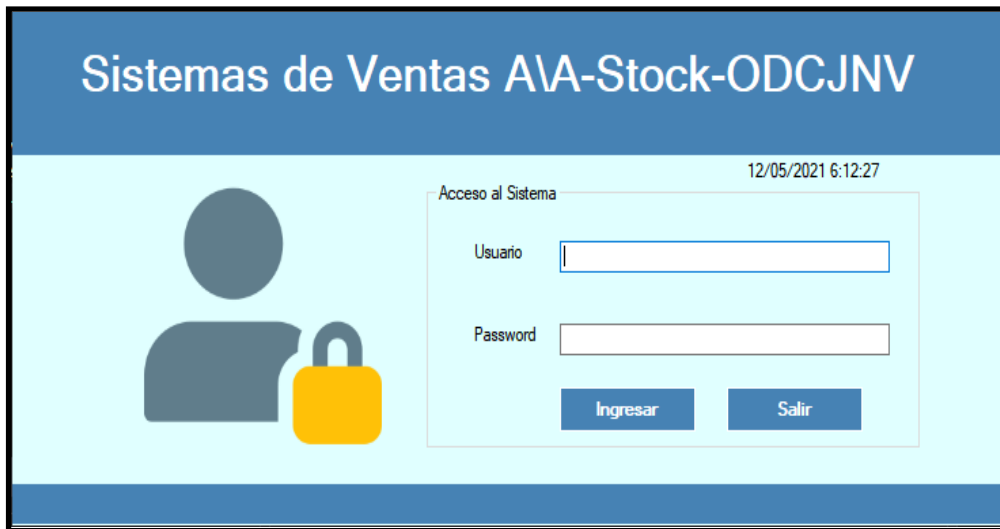 Sistemas de Ventas A\A-Stock-ODCJNV
12/05/2021 6:12:27
Acceso al Sistema
Usuario
Password
Ingresar Salir